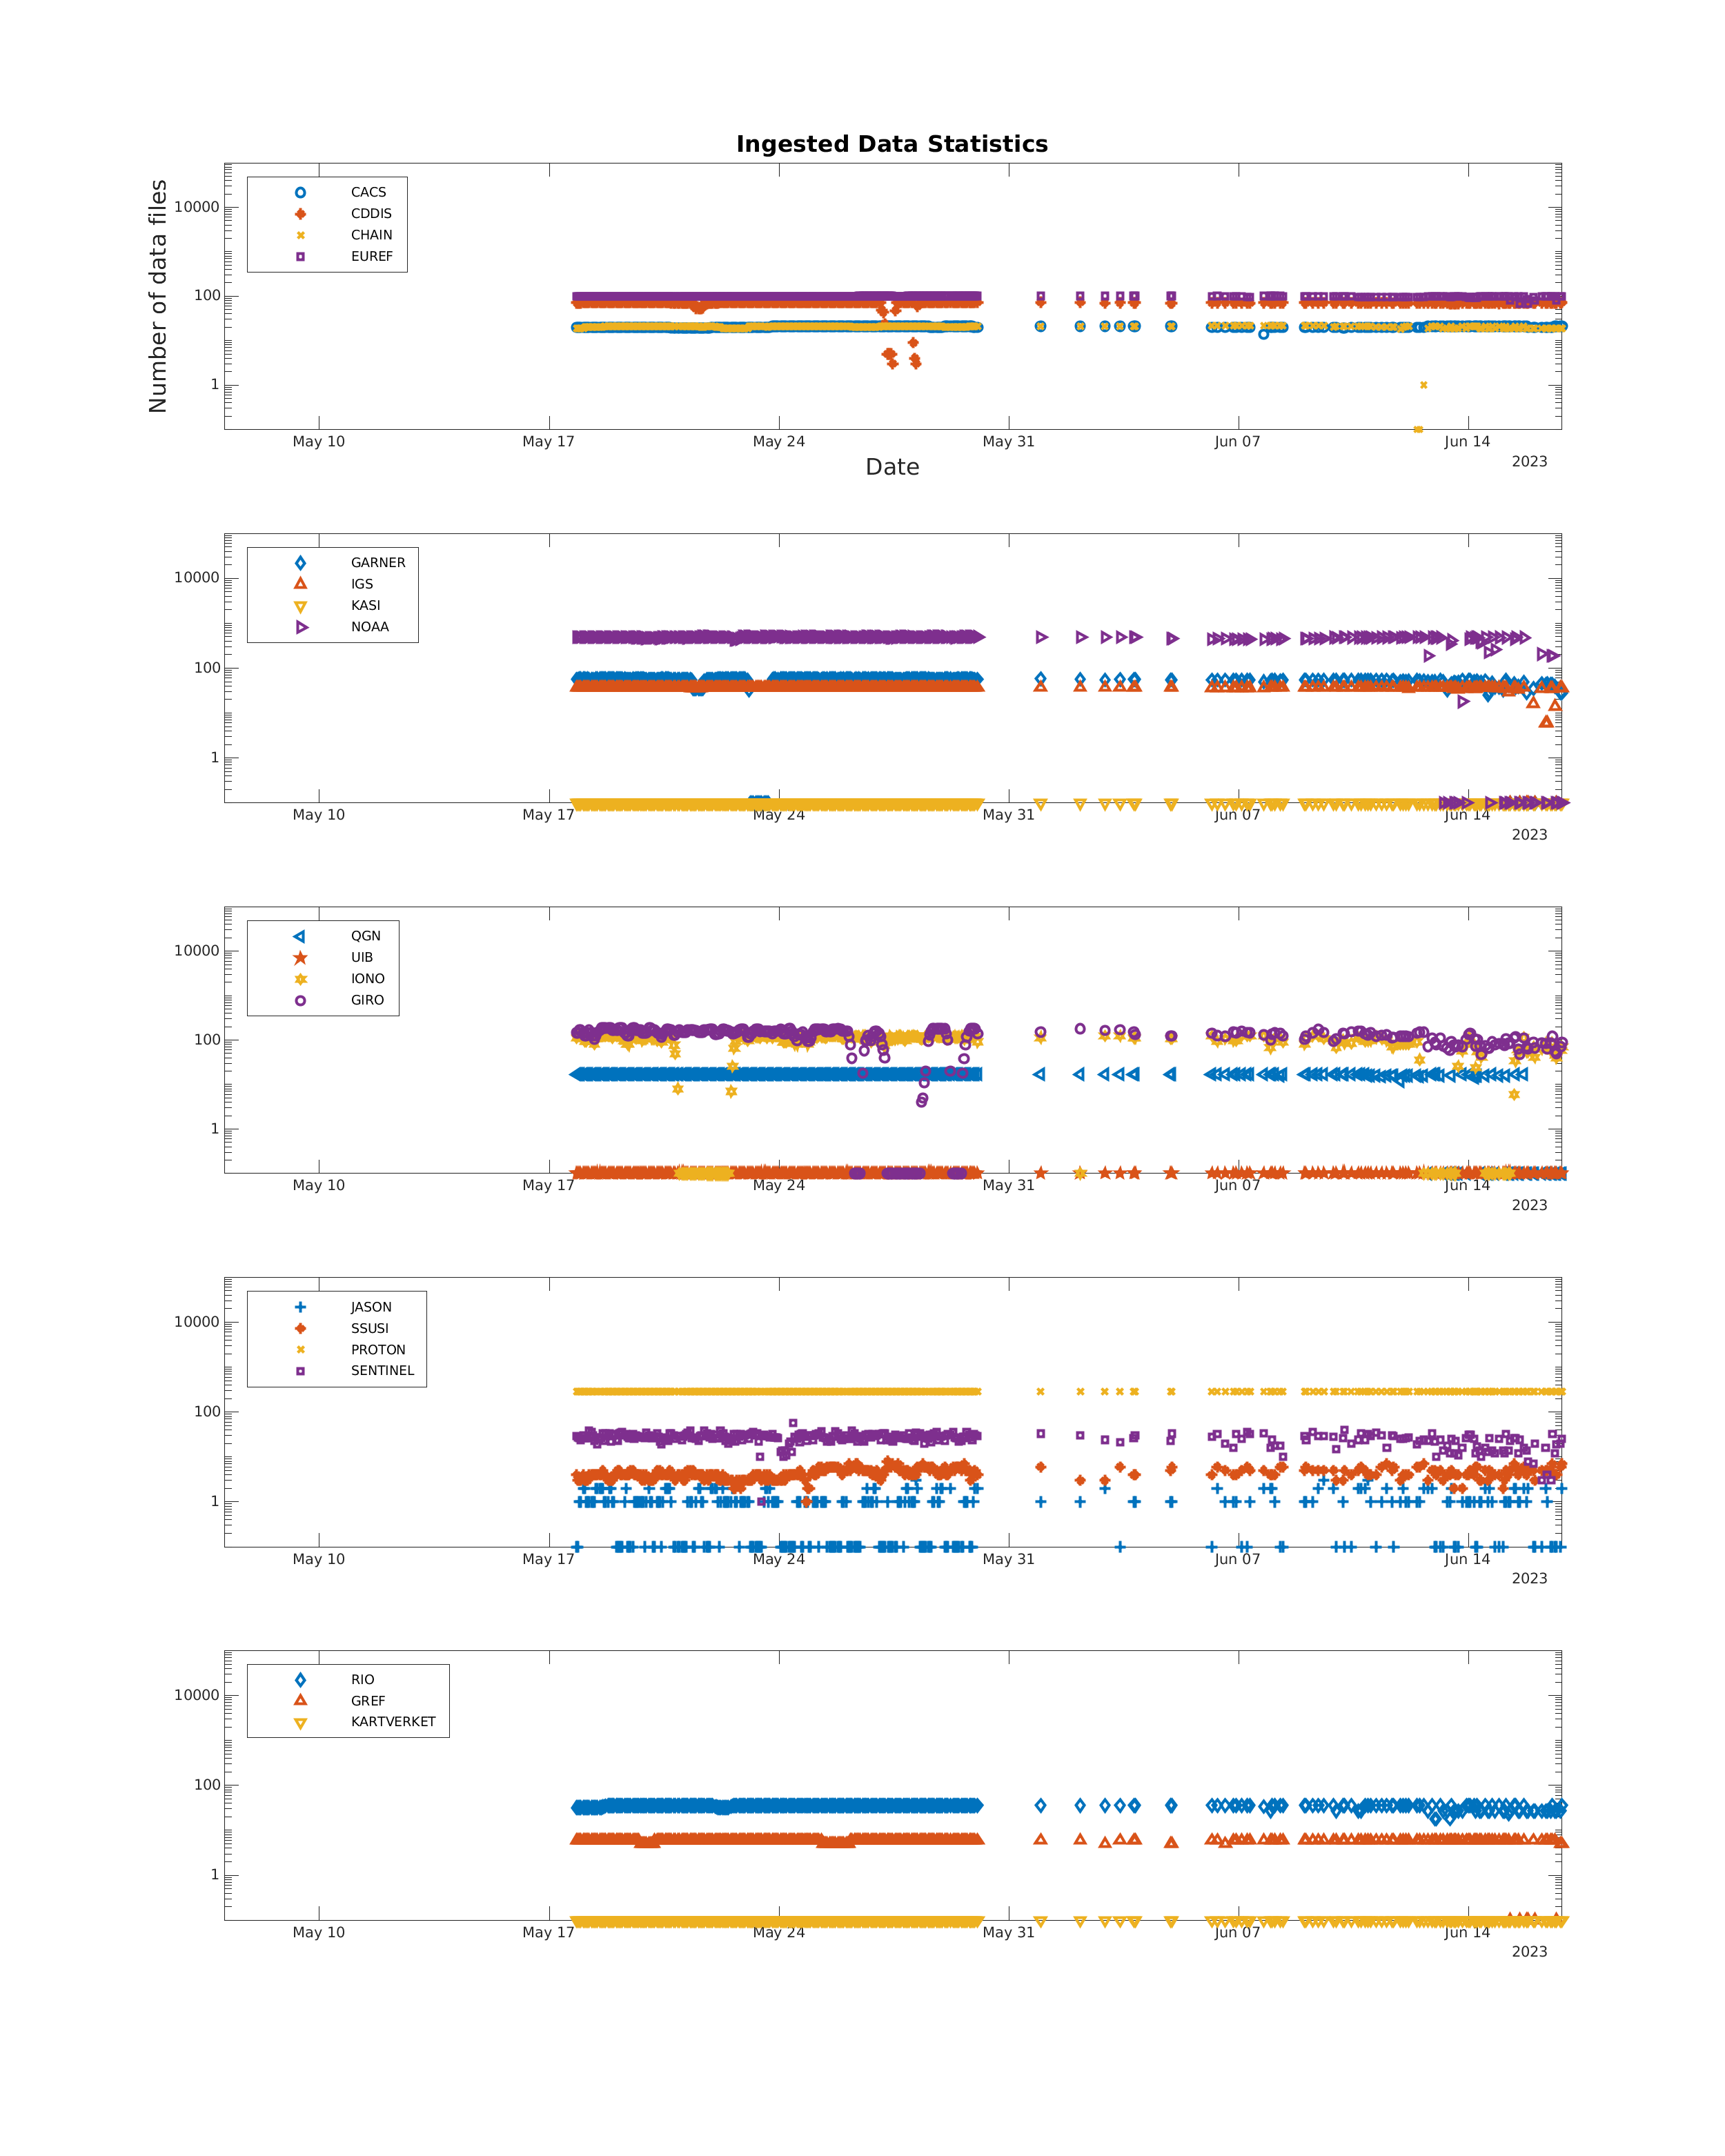 Ingested Data Statistics
Number of data files
10000
100
1
CACS
CDDIS
CHAIN
EUREF
May 10 May 17 May 24 May 31 Jun 07 Jun 14
2023
Date
10000
100
1
GARNER
IGS
KASI
NOAA
May 10 May 17 May 24 May 31 Jun 07 Jun 14
2023
10000
100
1
QGN
UIB
IONO
GIRO
May 10 May 17 May 24 May 31 Jun 07 Jun 14
2023
10000
100
1
JASON
SSUSI
PROTON
SENTINEL
May 10 May 17 May 24 May 31 Jun 07 Jun 14
2023
10000
100
1
RIO
GREF
KARTVERKET
May 10 May 17 May 24 May 31 Jun 07 Jun 14
2023